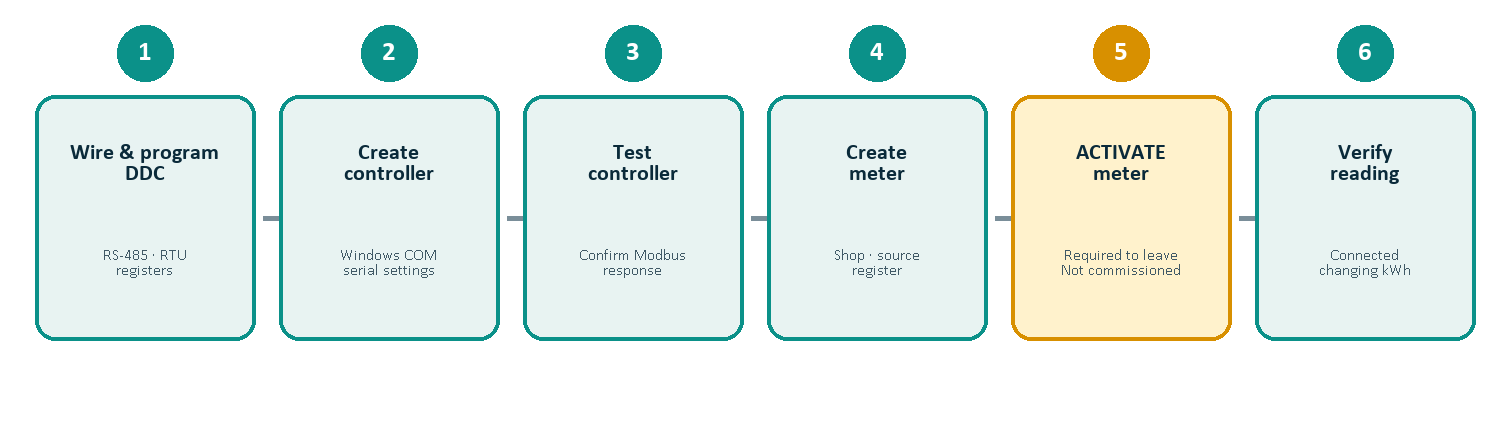 1
Wire & program
DDC
RS-485 · RTU
registers
2
Create
controller
Windows COM
serial settings
3
Test
controller
Confirm Modbus
response
4
Create
meter
Shop · source
register
5
ACTIVATE
meter
Required to leave
Not commissioned
6
Verify
reading
Connected
changing kWh